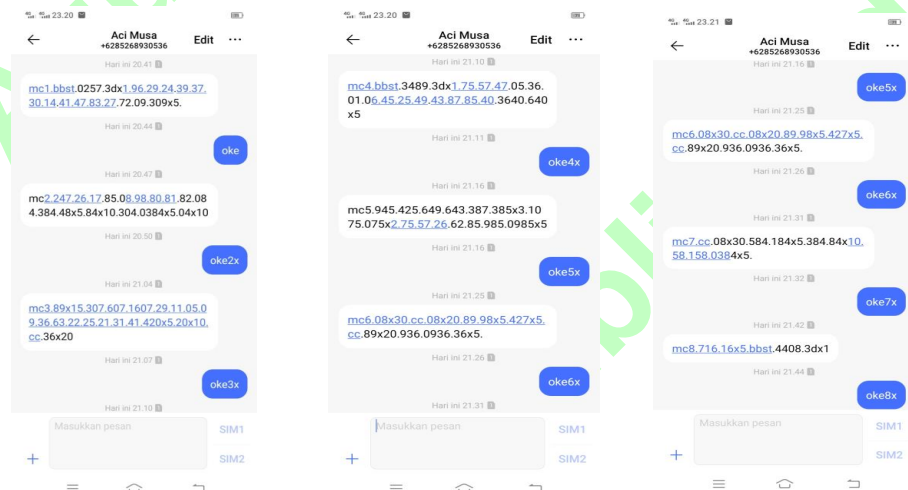 23.20
Aci Musa
+6285268930536
Edit
Hari ini 20.41
mc1.bbst.0257.3dx1.96.29.24.39.37.
30.14.41.47.83.27.72.09.309x5.
Hari ini 20.44
oke
Hari ini 20.47
mc2.247.26.17.85.08.98.80.81.82.08
4.384.48x5.84x10.304.0384x5.04x10
Hari ini 20.50
oke2x
Hari ini 21.04
mc3.89x15.307.607.1607.29.11.05.0
9.36.63.22.25.21.31.41.420x5.20x10.
cc.36x20
Hari ini 21.07
oke3x
Hari ini 21.10
Masukkan pesan
SIM1
SIM2
23.20
Aci Musa
+6285268930536
Edit
Hari ini 21.10
mc4.bbst.3489.3dx1.75.57.47.05.36.
01.06.45.25.49.43.87.85.40.3640.640
x5
Hari ini 21.11
oke4x
Hari ini 21.16
mc5.945.425.649.643.387.385x3.10
75.075x2.75.57.26.62.85.985.0985x5
Hari ini 21.16
oke5x
Hari ini 21.25
mc6.08x30.cc.08x20.89.98x5.427x5.
cc.89x20.936.0936.36x5.
Hari ini 21.26
oke6x
Hari ini 21.31
Masukkan pesan
SIM1
SIM2
23.21
Aci Musa
+6285268930536
Edit
Hari ini 21.16
oke5x
Hari ini 21.25
mc6.08x30.cc.08x20.89.98x5.427x5.
cc.89x20.936.0936.36x5.
Hari ini 21.26
oke6x
Hari ini 21.31
mc7.cc.08x30.584.184x5.384.84x10.
58.158.0384x5.
Hari ini 21.32
oke7x
Hari ini 21.42
mc8.716.16x5.bbst.4408.3dx1
Hari ini 21.44
oke8x
Masukkan pesan
SIM1
SIM2